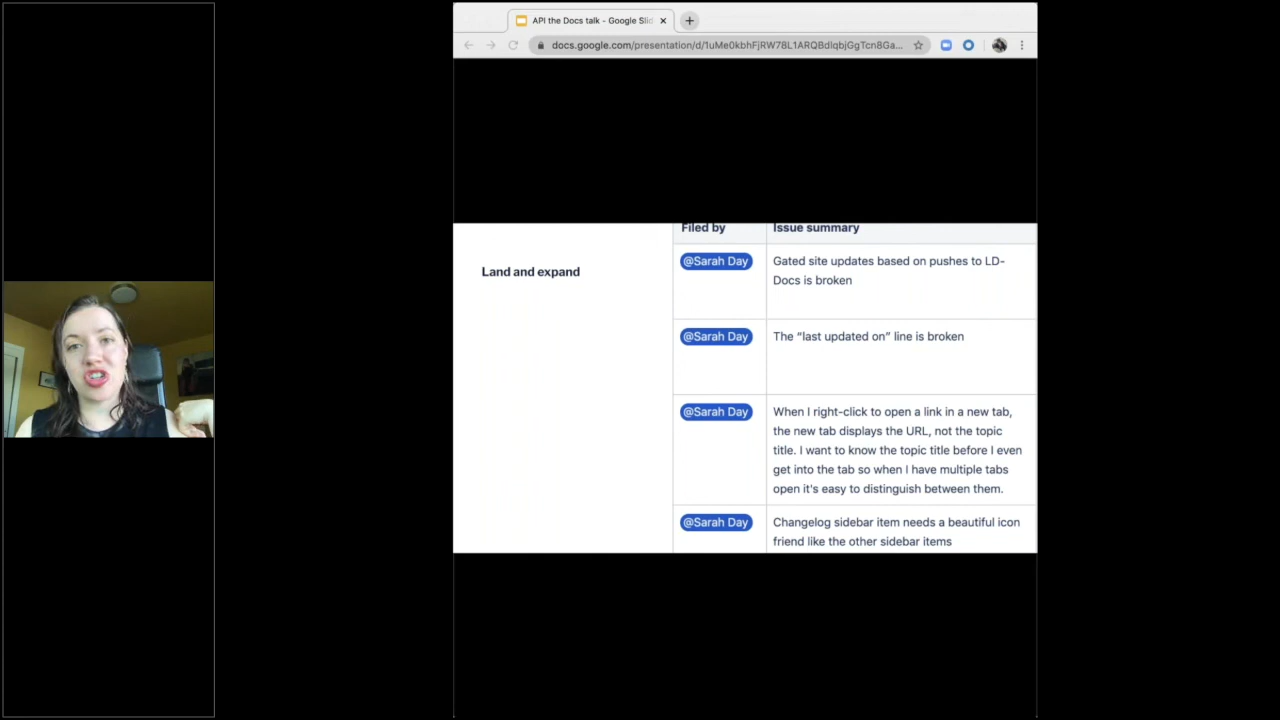 API the Docs talk - Google Slid
docs.google.com/presentation/d/1uMe0kbhFjRW78L1ARQBdlqbjGgTcn8Ga...
Land and expand
Filed by Issue summary
@Sarah Day Gated site updates based on pushes to LD-
Docs is broken
@Sarah Day The “last updated on” line is broken
@Sarah Day When I right-click to open a link in a new tab,
the new tab displays the URL, not the topic
title. I want to know the topic title before I even
get into the tab so when I have multiple tabs
open it's easy to distinguish between them.
@Sarah Day Changelog sidebar item needs a beautiful icon
friend like the other sidebar items